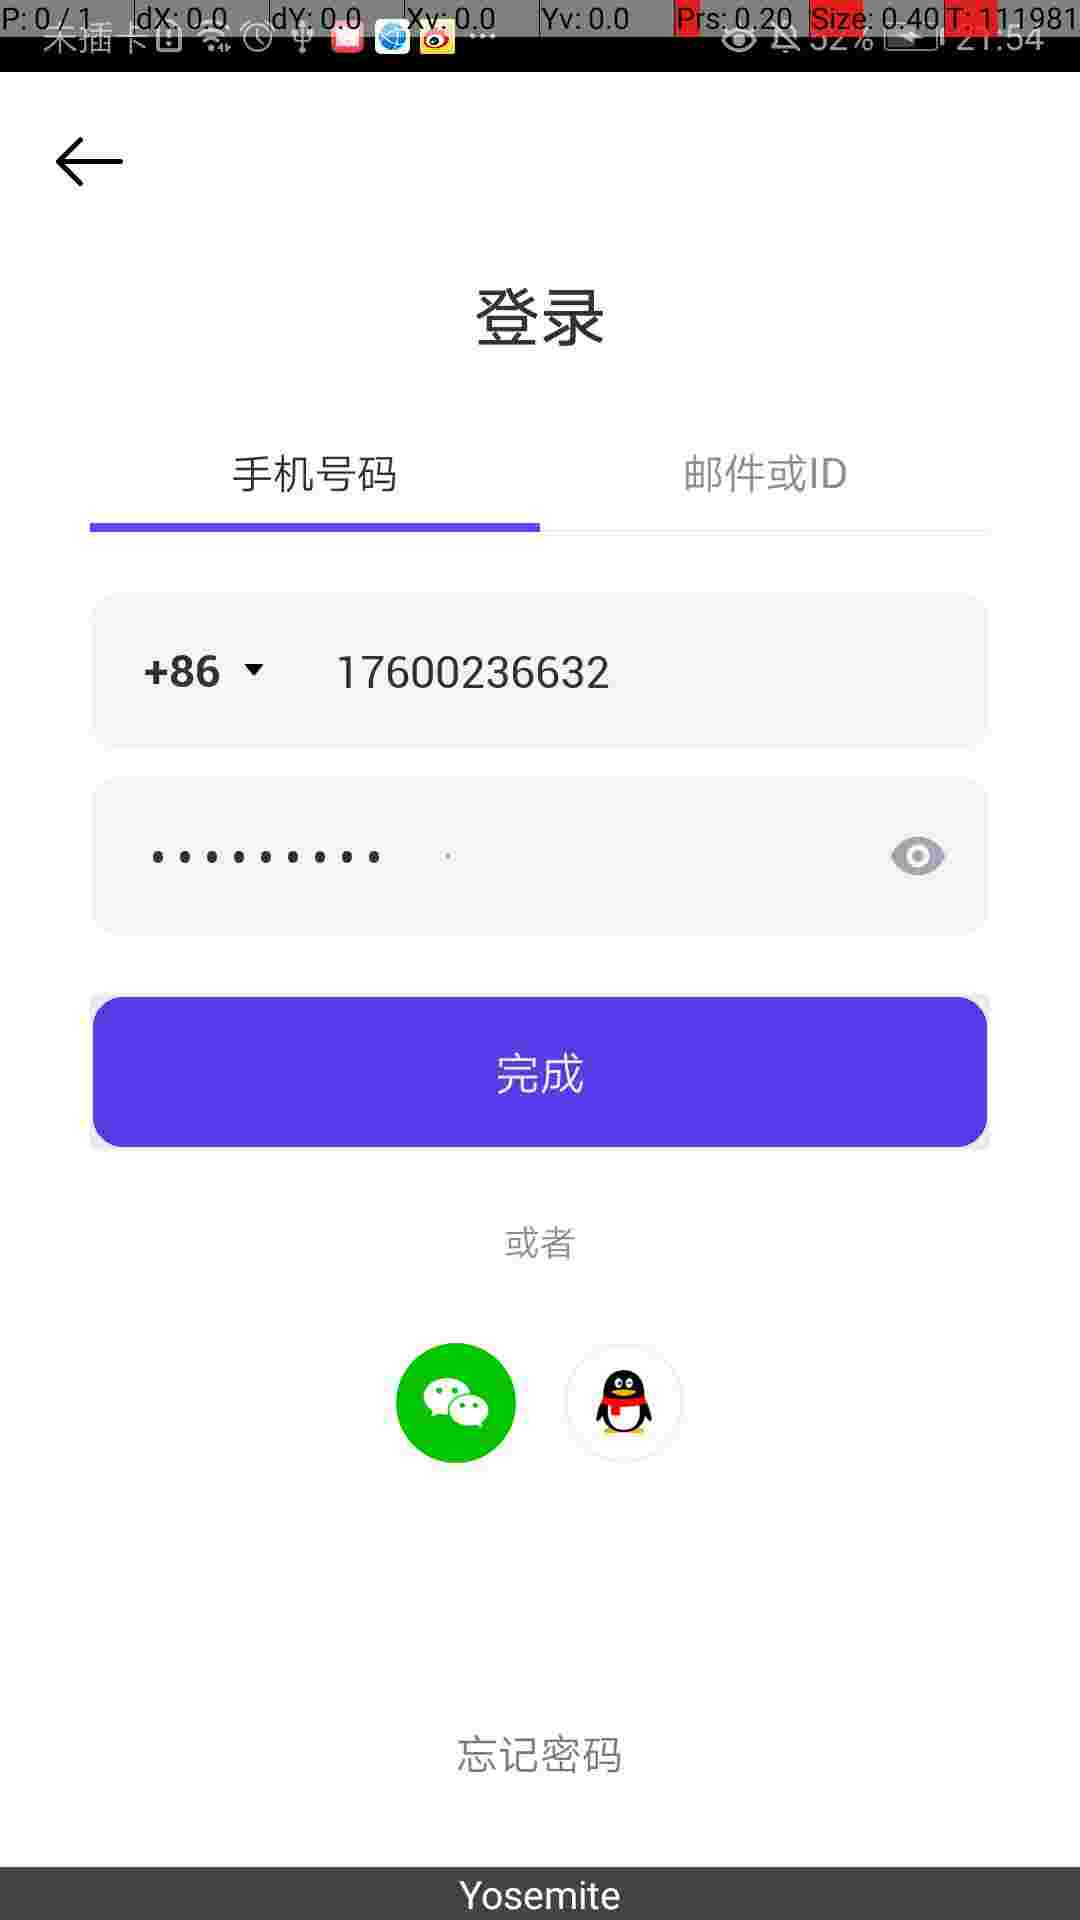 P: 0 / 1 dX: 0.0 dY: 0.0 Xv: 0.0 Yv: 0.0 Prs: 0.20 Size: 0.40 T: 111981
未插卡 52% 21:54
登录
手机号码 邮件或ID
+86 17600236632
•••••••••
完成
或者
忘记密码
Yosemite